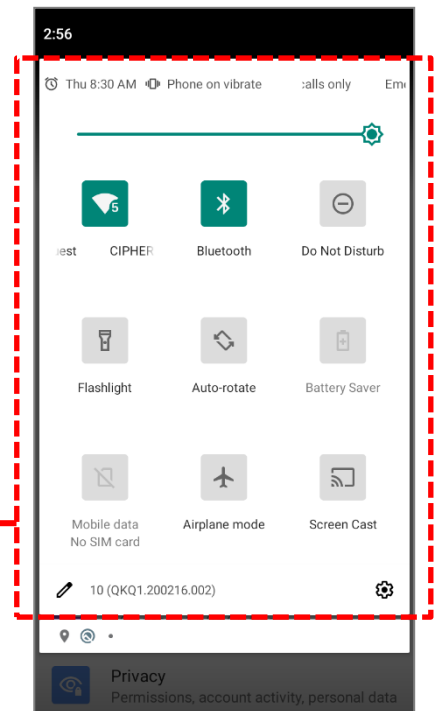 2:56
Thu 8:30 AM Phone on vibrate calls only
5
CIPHER Bluetooth Do Not Disturb
Flashlight Auto-rotate Battery Saver
Mobile data Airplane mode Screen Cast
No SIM card
10 (QKQ1.200216.002)
Privacy
Permissions, account activity, personal data